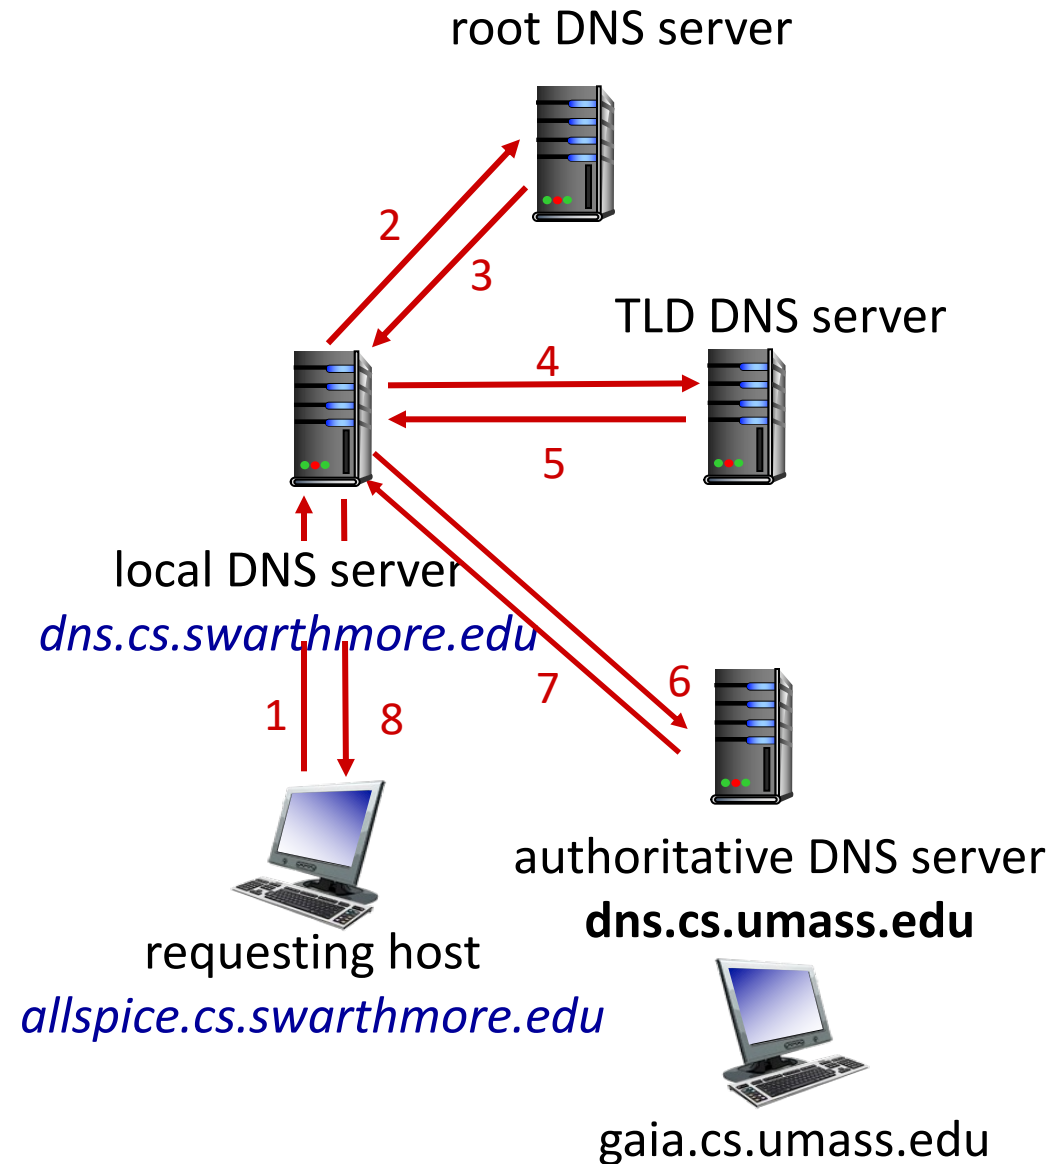 root DNS server
2
3
TLD DNS server
4
5
local DNS server
dns.cs.swarthmore.edu
7
6
1
8
authoritative DNS server
dns.cs.umass.edu
requesting host
allspice.cs.swarthmore.edu
gaia.cs.umass.edu